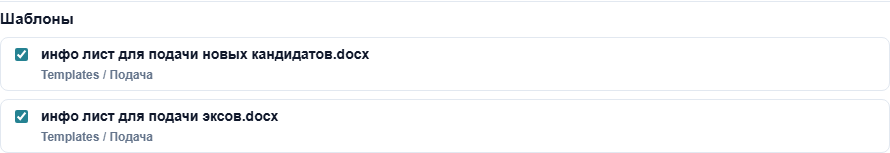 Шаблоны
инфо лист для подачи новых кандидатов.docx
Templates / Подача
инфо лист для подачи эксов.docx
Templates / Подача